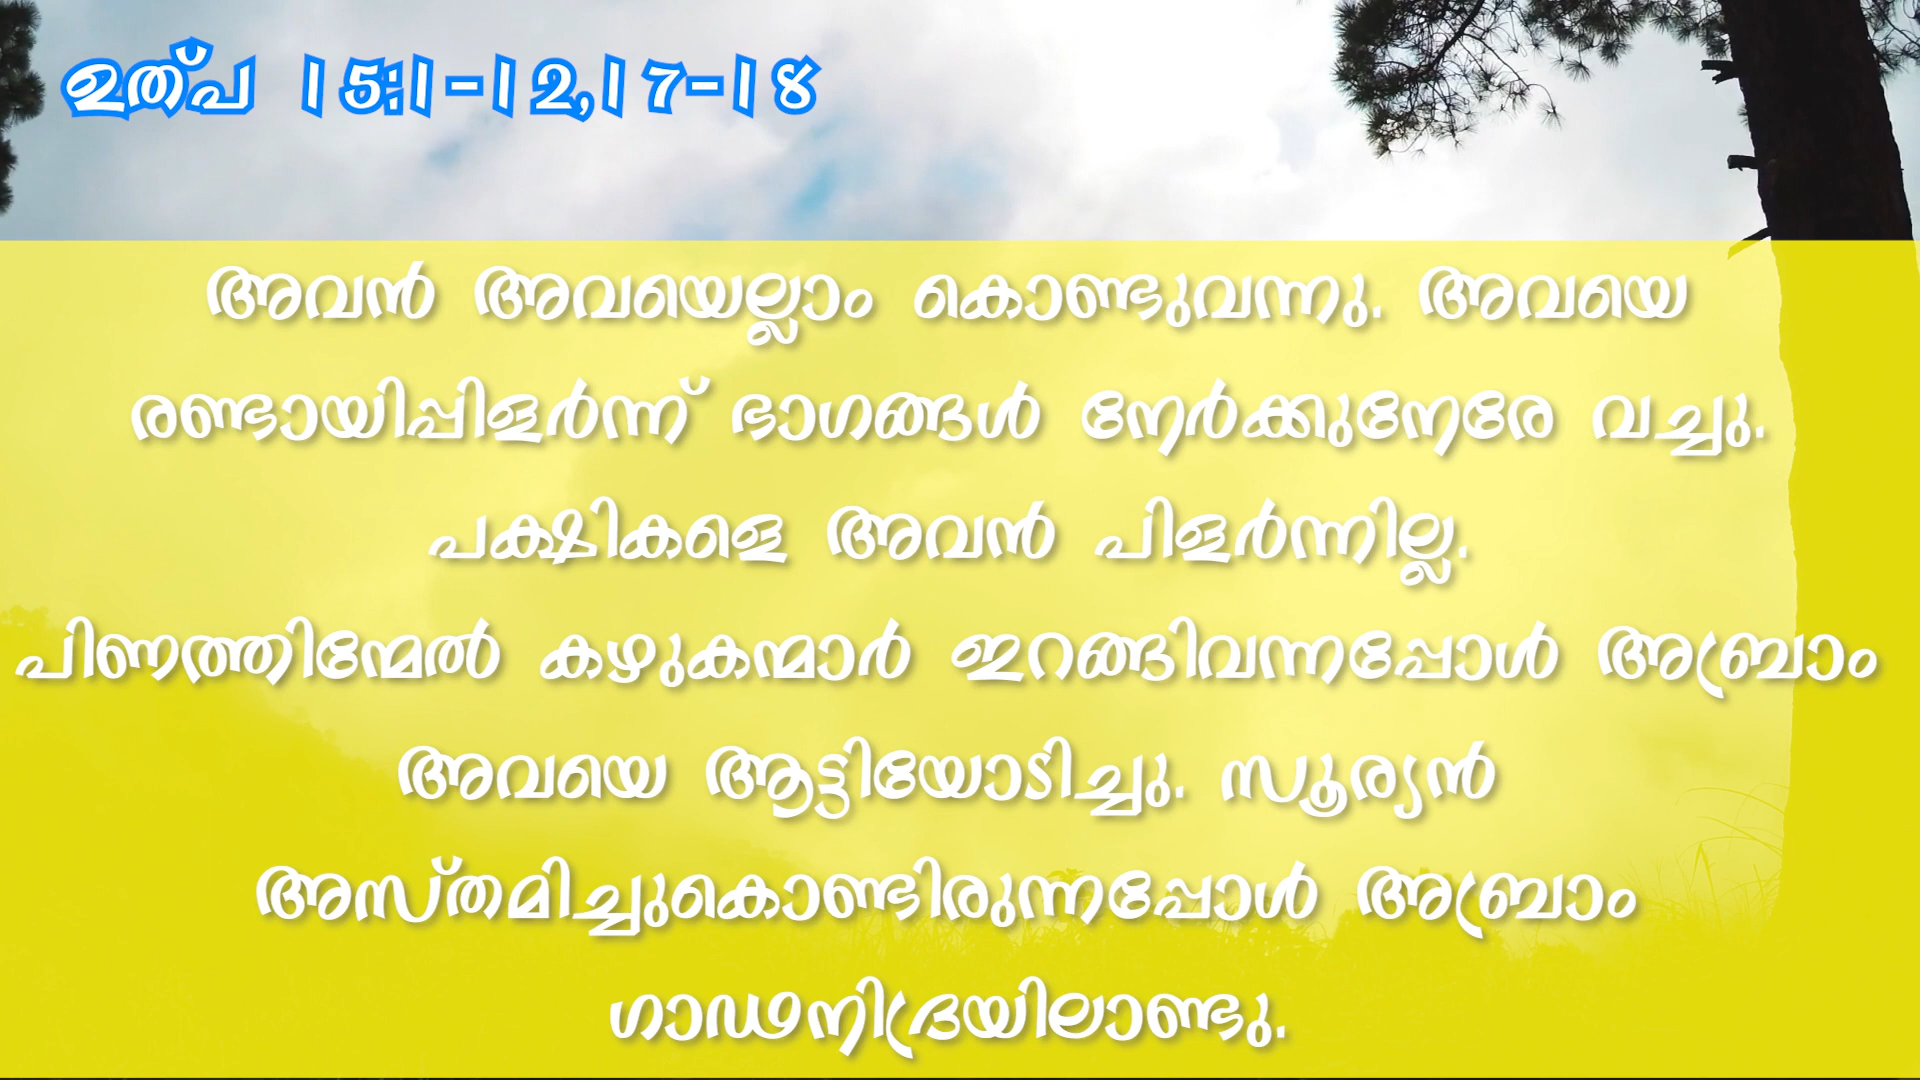 ഉത്പ 15:1-12,17-18
അവൻ അവയെല്ലാം കൊണ്ടുവന്നു. അവയെ
രണ്ടായിപ്പിളർന്ന് ഭാഗങ്ങൾ നേർക്കുനേരേ വച്ചു.
പക്ഷികളെ അവൻ പിളർന്നില്ല.
പിണത്തിന്മേൽ കഴുകന്മാർ ഇറങ്ങിവന്നപ്പോൾ അബ്രാം
അവയെ ആട്ടിയോടിച്ചു. സൂര്യൻ
അസ്തമിച്ചുകൊണ്ടിരുന്നപ്പോൾ അബ്രാം
ഗാഢനിദ്രയിലാണ്ടു.